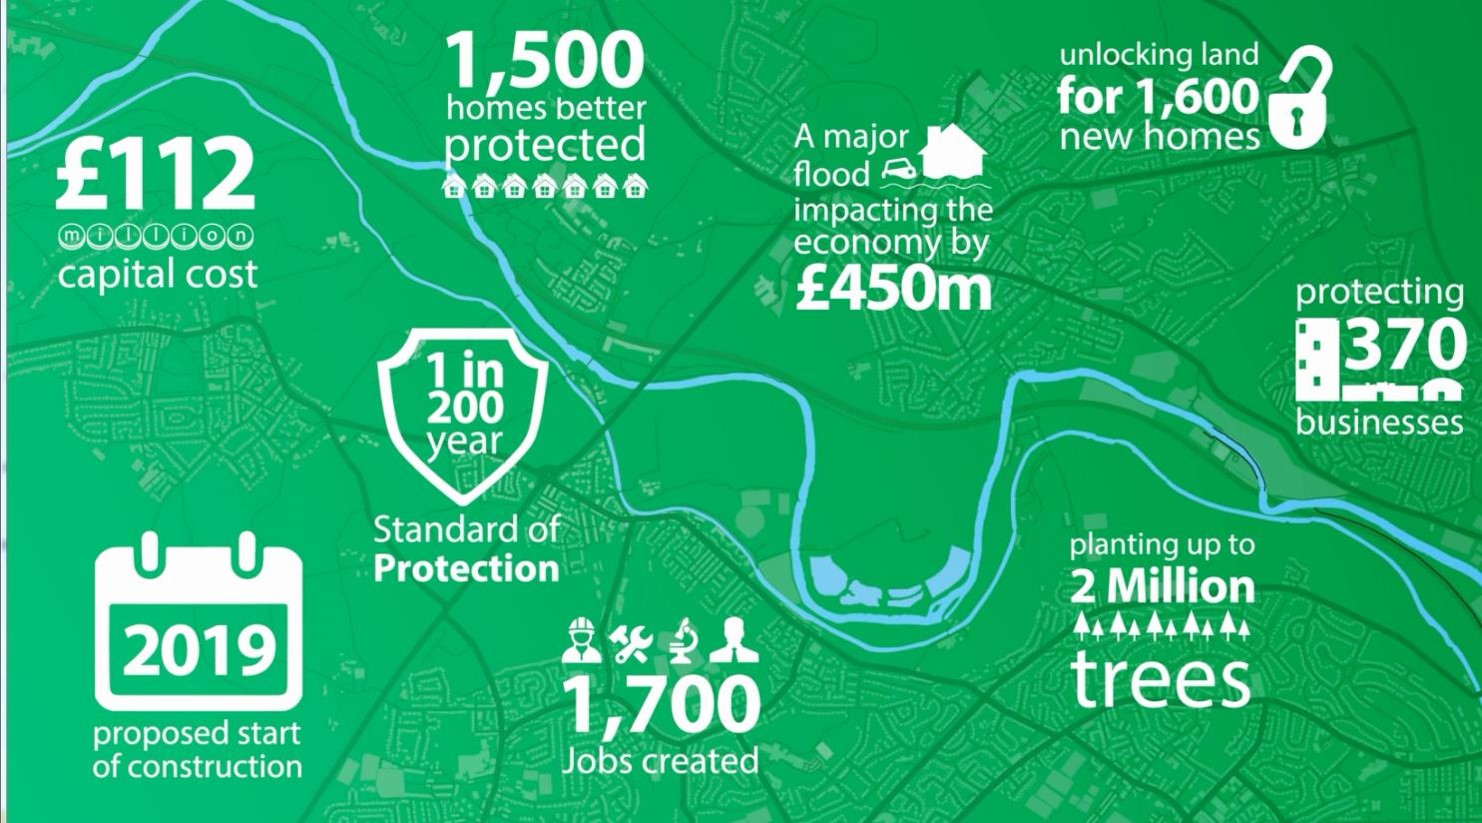 £112
million
capital cost
1,500
homes better
protected
A major
flood
impacting the
economy by
£450m
unlocking land
for 1,600
new homes
protecting
370
businesses
1 in
200
year
Standard of
Protection
2019
proposed start
of construction
1,700
Jobs created
planting up to
2 Million
trees